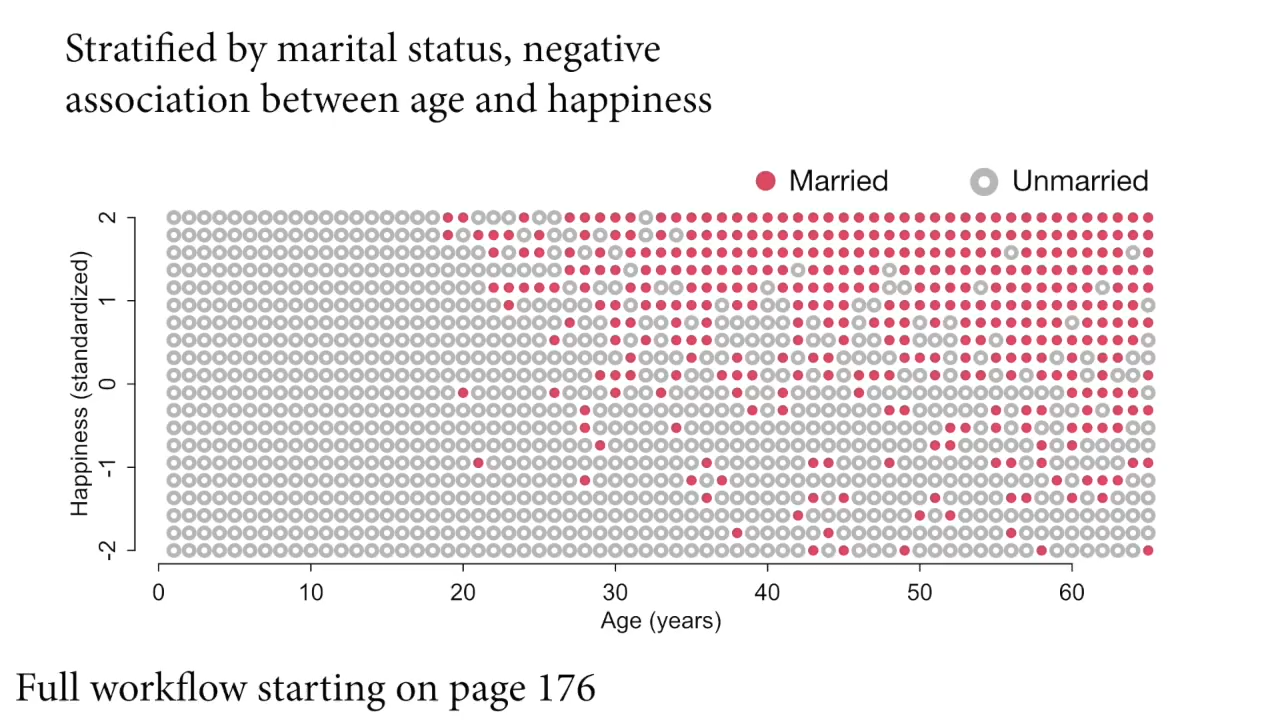 Stratified by marital status, negative
association between age and happiness
Married
Unmarried
Happiness (standardized)
2
1
0
-1
-2
0 10 20 30 40 50 60
Age (years)
Full workflow starting on page 176